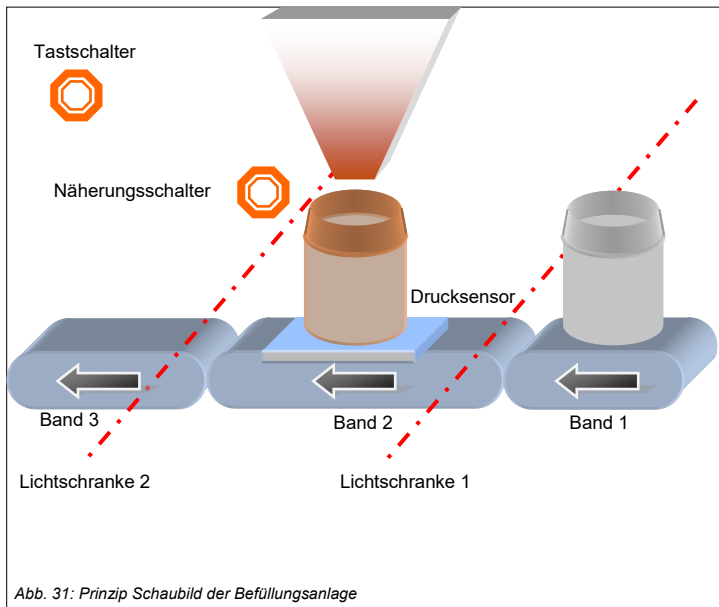 Tastschalter
Näherungsschalter
Drucksensor
Band 3
Band 2
Band 1
Lichtschranke 2
Lichtschranke 1
Abb. 31: Prinzip Schaubild der Befüllungsanlage